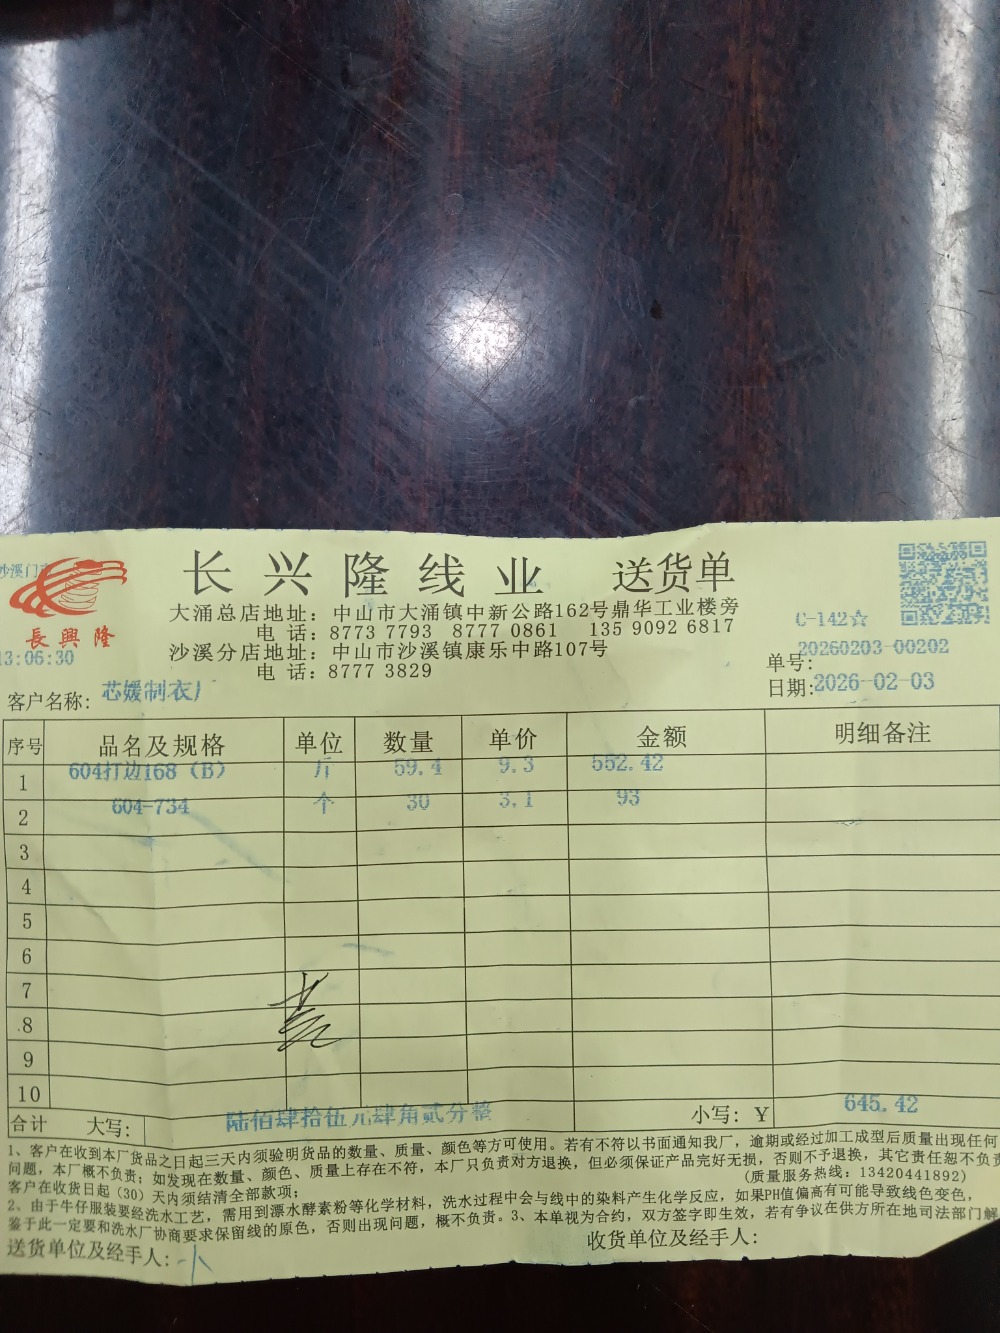 沙溪门
長興隆
13:06:30
长兴隆线业 送货单
大涌总店地址：中山市大涌镇中新公路162号鼎华工业楼旁
电 话：8773 7793 8777 0861 135 9092 6817
沙溪分店地址：中山市沙溪镇康乐中路107号
电 话：8777 3829
C-142☆
单号：20260203-00202
日期：2026-02-03
客户名称：芯媛制衣厂
序号 品名及规格 单位 数量 单价 金额 明细备注
1 604打边168（B） 斤 59.4 9.3 552.42
2 604-734 个 30 3.1 93
3
4
5
6
7
8
9
10
合计 大写：陆佰肆拾伍元肆角贰分整 小写：¥ 645.42
1、客户在收到本厂货品之日起三天内须验明货品的数量、质量、颜色等方可使用。若有不符以书面通知我厂，逾期或经过加工成型后质量出现任何
问题，本厂概不负责；如发现在数量、颜色、质量上存在不符，本厂只负责对方退换，但必须保证产品完好无损，否则不予退换，其它责任恕不负责
客户在收货日起（30）天内须结清全部款项； (质量服务热线：13420441892)
2、由于牛仔服装要经洗水工艺，需用到漂水酵素粉等化学材料，洗水过程中会与线中的染料产生化学反应，如果PH值偏高有可能导致线色变色，
鉴于此一定要和洗水厂协商要求保留线的原色，否则出现问题，概不负责。3、本单视为合约，双方签字即生效，若有争议在供方所在地司法部门解
送货单位及经手人： 收货单位及经手人：